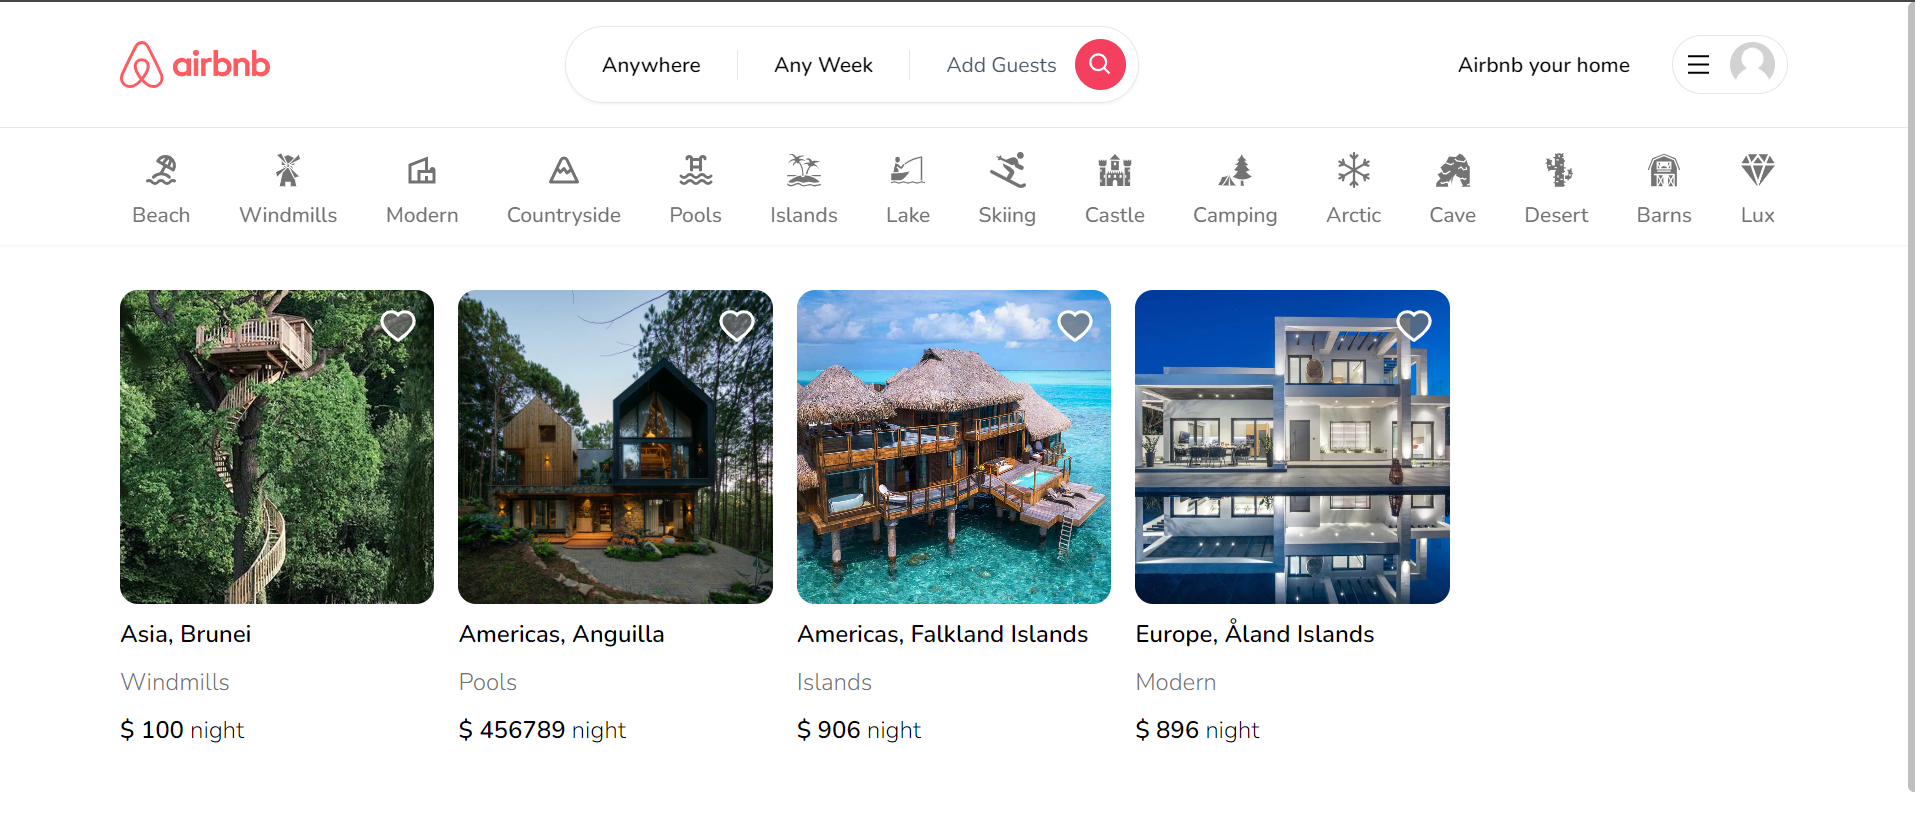 airbnb
Anywhere
Any Week
Add Guests
Airbnb your home
Beach
Windmills
Modern
Countryside
Pools
Islands
Lake
Skiing
Castle
Camping
Arctic
Cave
Desert
Barns
Lux
Asia, Brunei
Windmills
$ 100 night
Americas, Anguilla
Pools
$ 456789 night
Americas, Falkland Islands
Islands
$ 906 night
Europe, Åland Islands
Modern
$ 896 night